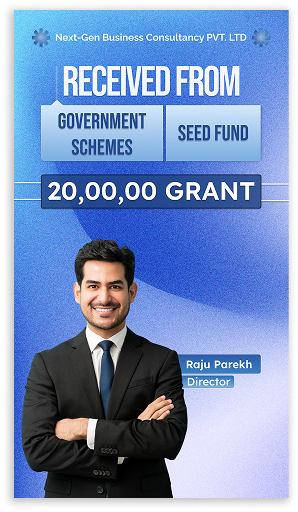 Next-Gen Business Consultancy PVT. LTD
RECEIVED FROM
GOVERNMENT
SCHEMES
SEED FUND
20,00,00 GRANT
Raju Parekh
Director